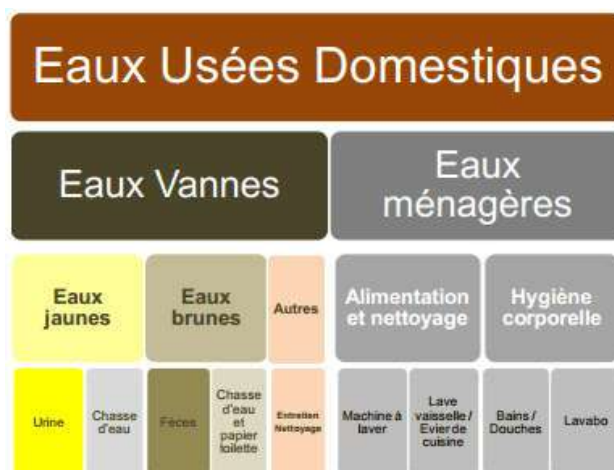 Eaux Usées Domestiques
Eaux Vannes
Eaux
ménagères
Eaux
jaunes
Eaux
brunes
Autres
Alimentation
et nettoyage
Hygiène
corporelle
Urine
Chasse
d'eau
Fèces
Chasse
d'eau
et
papier
toilette
Entretien
Nettoyage
Machine à
laver
Lave
vaisselle /
Evier de
cuisine
Bains /
Douches
Lavabo